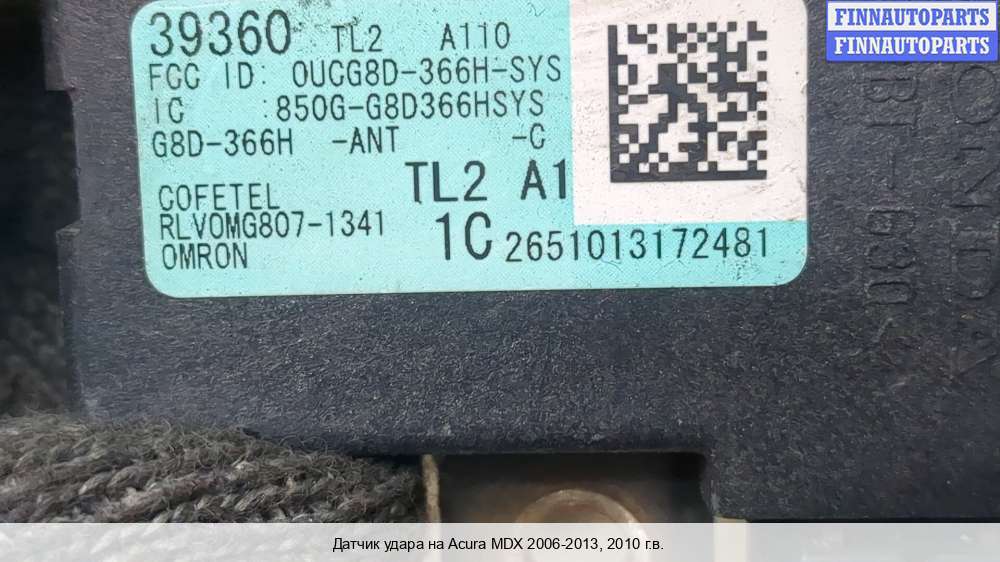 FINNAUTOPARTS
FINNAUTOPARTS
39360 TL2 A110
FCC ID: OUCG8D-366H-SYS
IC :850G-G8D366HSYS
G8D-366H -ANT -C
COFETEL
TL2 A1
RLVOMG807-1341
1C 2651013172481
OMRON
Датчик удара на Acura MDX 2006-2013, 2010 г.в.